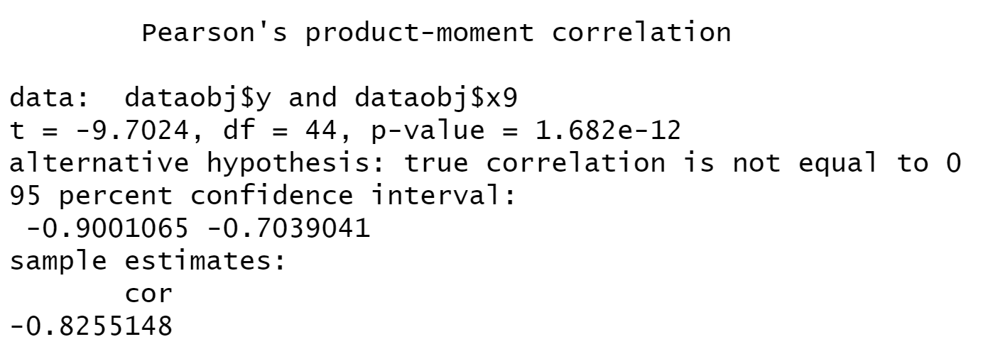 Pearson's product-moment correlation
data:  dataobj$y and dataobj$x9
t = -9.7024, df = 44, p-value = 1.682e-12
alternative hypothesis: true correlation is not equal to 0
95 percent confidence interval:
 -0.9001065 -0.7039041
sample estimates:
       cor
-0.8255148